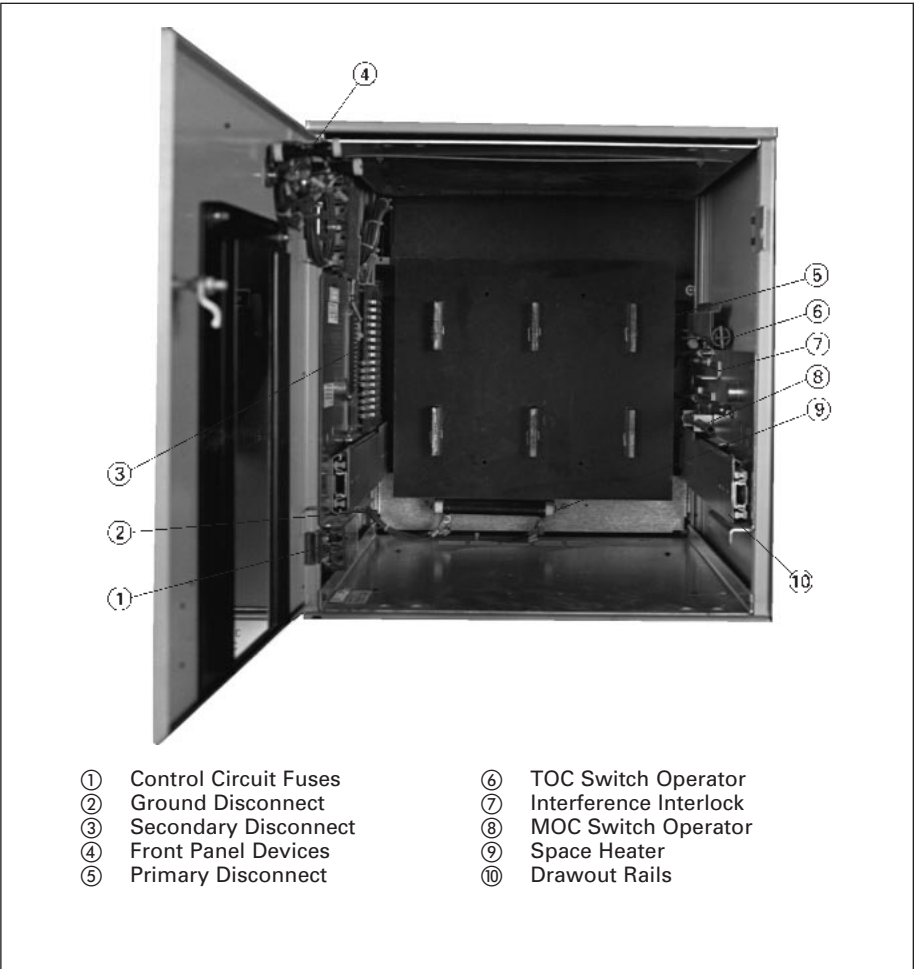 ④
⑤
⑥
⑦
⑧
⑨
③
②
①
⑩
① Control Circuit Fuses
② Ground Disconnect
③ Secondary Disconnect
④ Front Panel Devices
⑤ Primary Disconnect
⑥ TOC Switch Operator
⑦ Interference Interlock
⑧ MOC Switch Operator
⑨ Space Heater
⑩ Drawout Rails